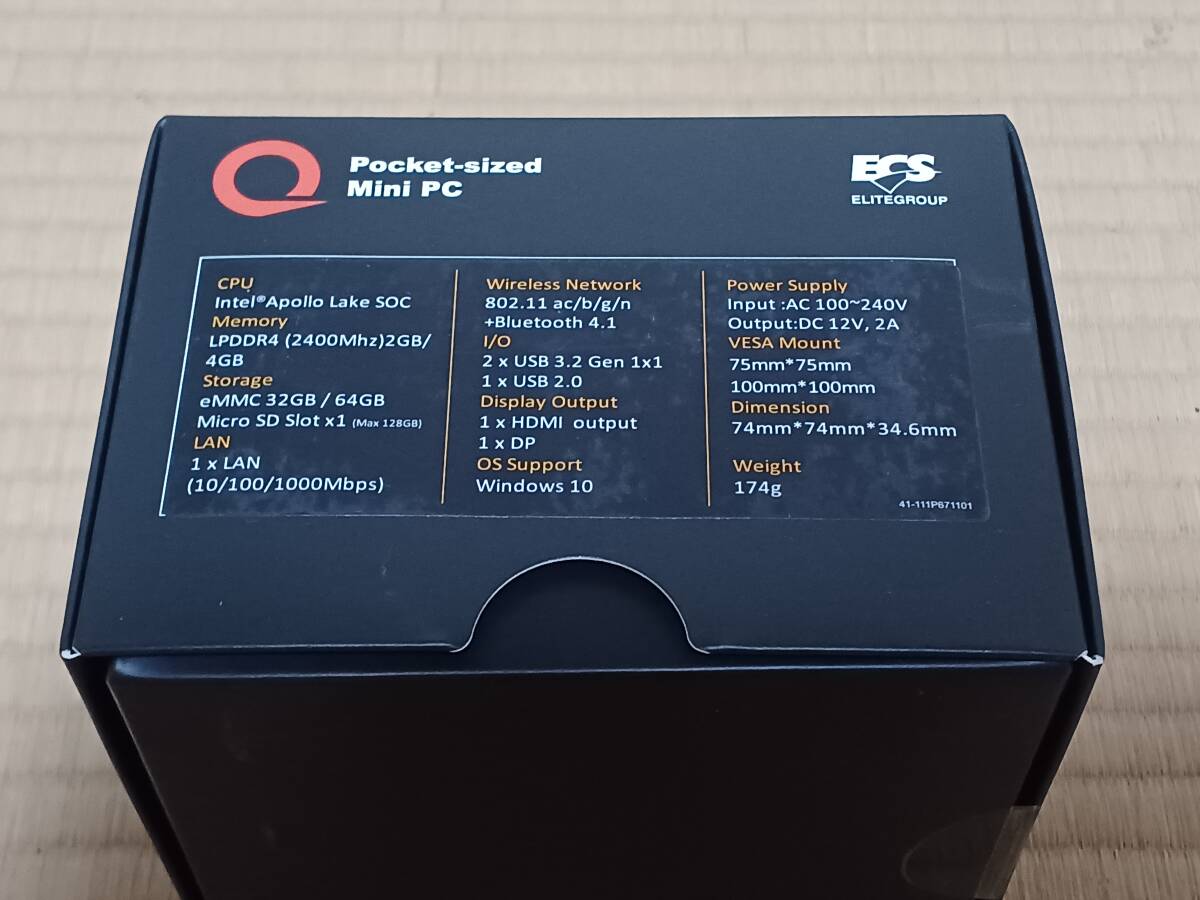 Pocket-sized
Mini PC
ECS
ELITEGROUP
CPU
Intel®Apollo Lake SOC
Memory
LPDDR4 (2400Mhz)2GB/
4GB
Storage
eMMC 32GB / 64GB
Micro SD Slot x1 (Max 128GB)
LAN
1 x LAN
(10/100/1000Mbps)
Wireless Network
802.11 ac/b/g/n
+Bluetooth 4.1
I/O
2 x USB 3.2 Gen 1x1
1 x USB 2.0
Display Output
1 x HDMI output
1 x DP
OS Support
Windows 10
Power Supply
Input :AC 100~240V
Output:DC 12V, 2A
VESA Mount
75mm*75mm
100mm*100mm
Dimension
74mm*74mm*34.6mm
Weight
174g
41-111P671101